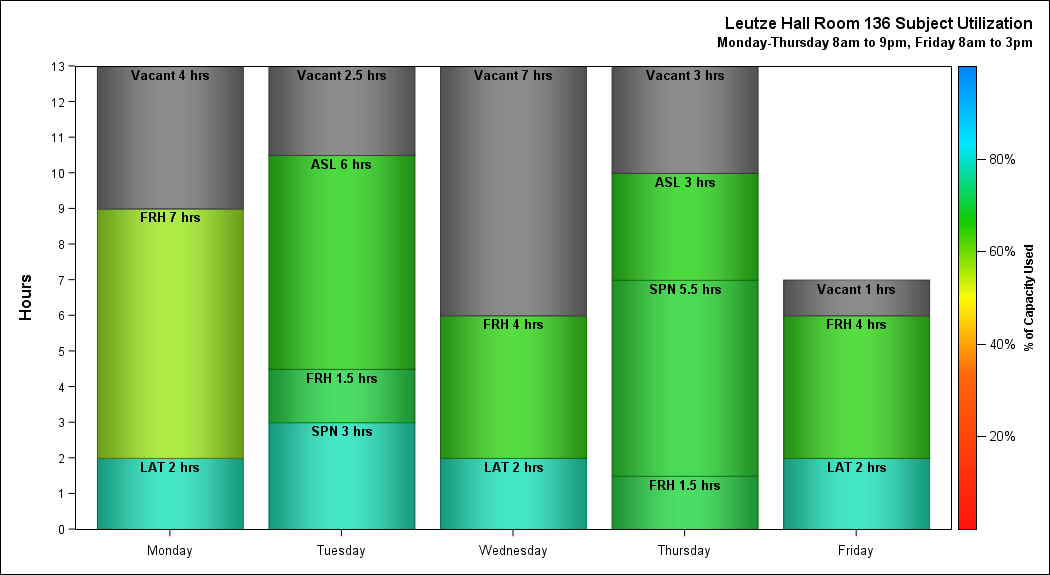 Leutze Hall Room 136 Subject Utilization
Monday-Thursday 8am to 9pm, Friday 8am to 3pm
Hours
13
12
11
10
9
8
7
6
5
4
3
2
1
0
Vacant 4 hrs
FRH 7 hrs
LAT 2 hrs
Vacant 2.5 hrs
ASL 6 hrs
FRH 1.5 hrs
SPN 3 hrs
Vacant 7 hrs
FRH 4 hrs
LAT 2 hrs
Vacant 3 hrs
ASL 3 hrs
SPN 5.5 hrs
FRH 1.5 hrs
Vacant 1 hrs
FRH 4 hrs
LAT 2 hrs
Monday Tuesday Wednesday Thursday Friday
80%
60%
40%
20%
% of Capacity Used